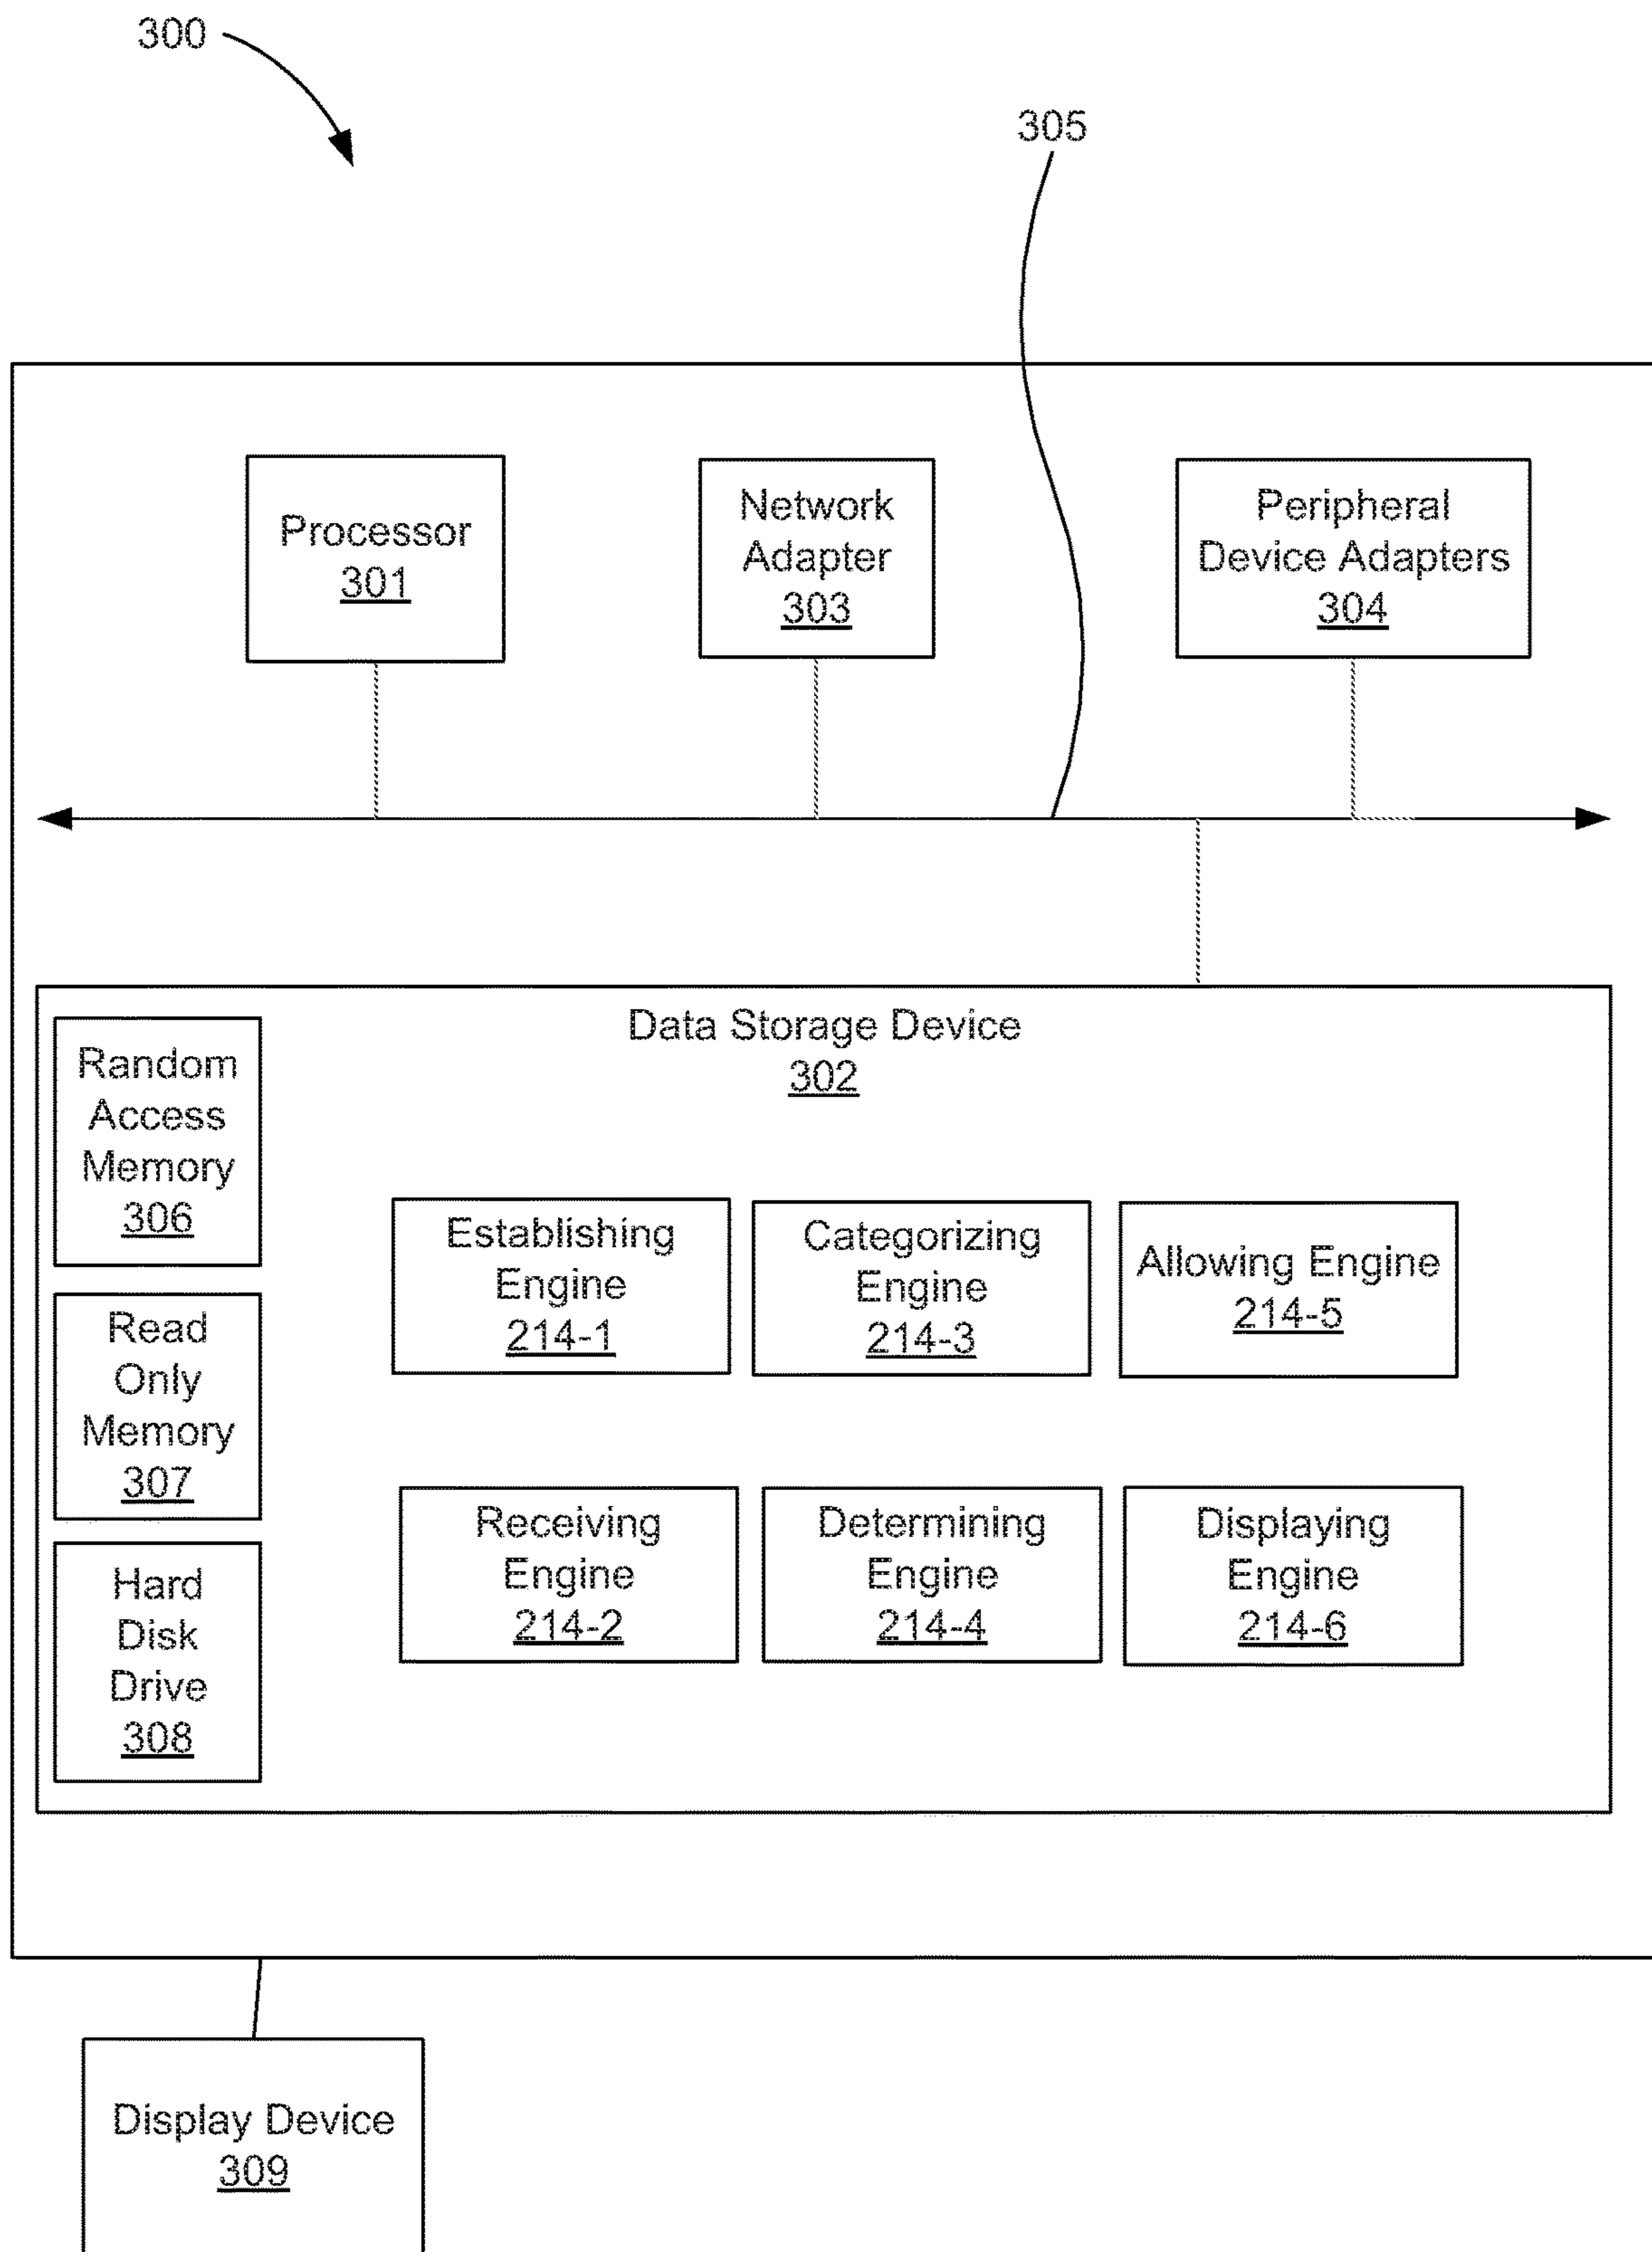 300
305
Processor
301
Network
Adapter
303
Peripheral
Device Adapters
304
Data Storage Device
302
Random
Access
Memory
306
Read
Only
Memory
307
Hard
Disk
Drive
308
Establishing
Engine
214-1
Categorizing
Engine
214-3
Allowing Engine
214-5
Receiving
Engine
214-2
Determining
Engine
214-4
Displaying
Engine
214-6
Display Device
309